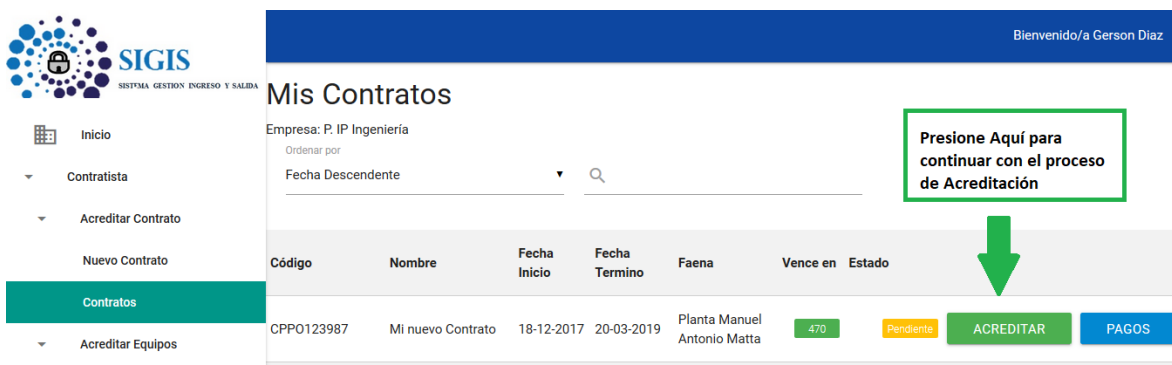 SIGIS
SISTEMA GESTION INGRESO Y SALIDA
Inicio
Contratista
Acreditar Contrato
Nuevo Contrato
Contratos
Acreditar Equipos
Bienvenido/a Gerson Diaz
Mis Contratos
Empresa: P. IP Ingeniería
Ordenar por
Fecha Descendente
Presione Aquí para
continuar con el proceso
de Acreditación
Código Nombre Fecha Inicio Fecha Termino Faena Vence en Estado
CPPO123987 Mi nuevo Contrato 18-12-2017 20-03-2019 Planta Manuel Antonio Matta 470 Pendiente ACREDITAR PAGOS